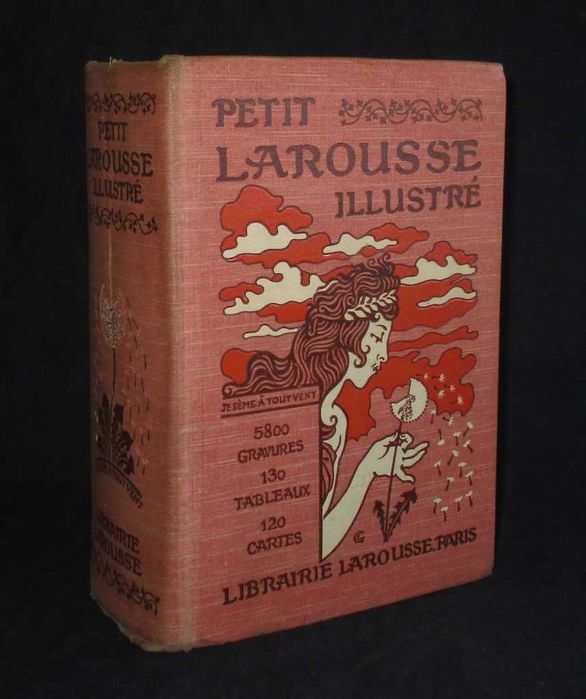 PETIT
LAROUSSE
ILLUSTRÉ
LIBRAIRIE
LAROUSSE
PETIT
LAROUSSE
ILLUSTRÉ
JE SÈME À TOUT VENT
5800
GRAVURES
130
TABLEAUX
120
CARTES
LIBRAIRIE LAROUSSE. PARIS